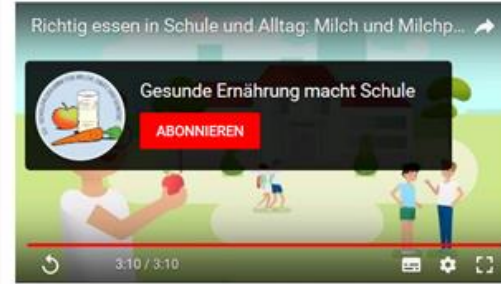 Richtig essen in Schule und Alltag: Milch und Milchp...
Gesunde Ernährung macht Schule
ABONNIEREN
3:10 / 3:10